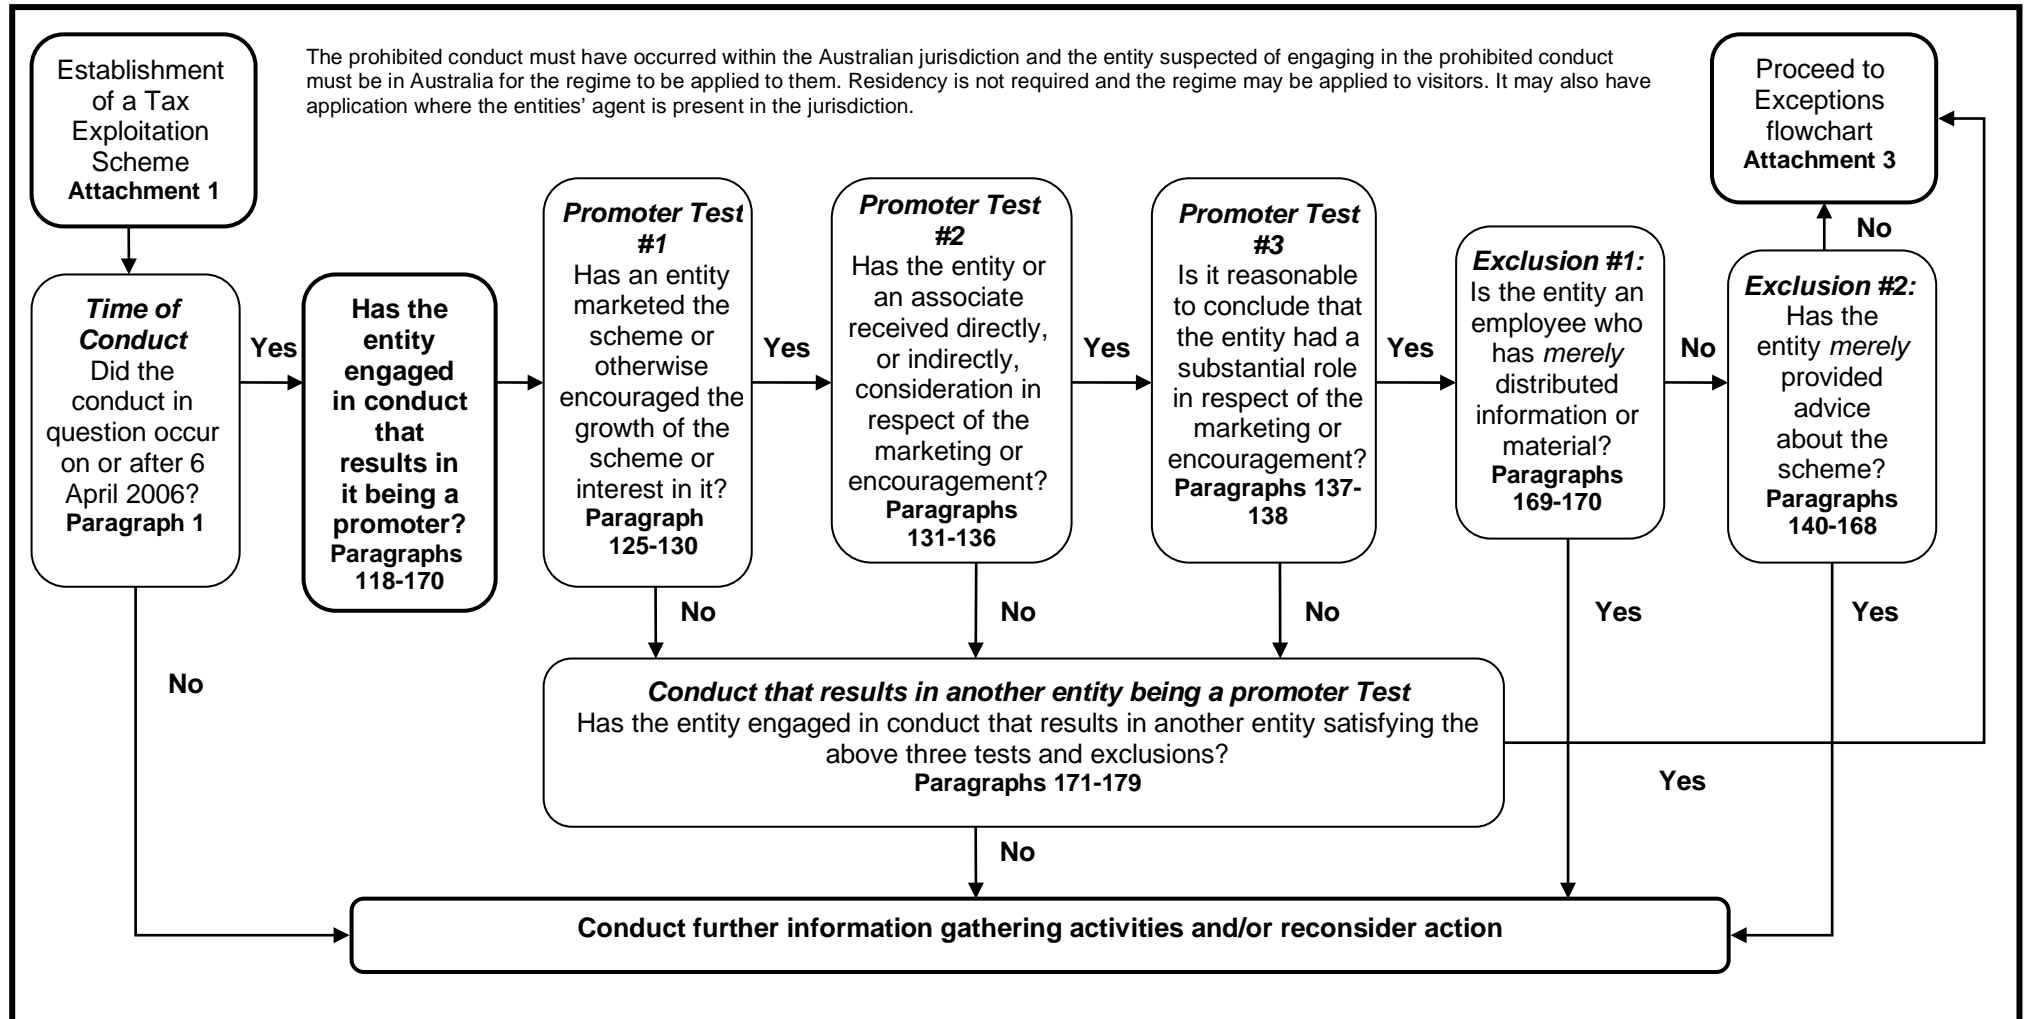 Establishment
of a Tax
Exploitation
Scheme
Attachment 1
The prohibited conduct must have occurred within the Australian jurisdiction and the entity suspected of engaging in the prohibited conduct
must be in Australia for the regime to be applied to them. Residency is not required and the regime may be applied to visitors. It may also have
application where the entities' agent is present in the jurisdiction.
Proceed to
Exceptions
flowchart
Attachment 3
Time of
Conduct
Did the
conduct in
question occur
on or after 6
April 2006?
Paragraph 1
Yes
Has the
entity
engaged
in conduct
that
results in
it being a
promoter?
Paragraphs
118-170
Promoter Test
#1
Has an entity
marketed the
scheme or
otherwise
encouraged the
growth of the
scheme or
interest in it?
Paragraph
125-130
Yes
Promoter Test
#2
Has the entity or
an associate
received directly,
or indirectly,
consideration in
respect of the
marketing or
encouragement?
Paragraphs
131-136
Yes
Promoter Test
#3
Is it reasonable
to conclude that
the entity had a
substantial role
in respect of the
marketing or
encouragement?
Paragraphs 137-
138
Yes
Exclusion #1:
Is the entity an
employee who
has merely
distributed
information or
material?
Paragraphs
169-170
No
Exclusion #2:
Has the
entity merely
provided
advice
about the
scheme?
Paragraphs
140-168
No
No
No
No
Yes
Yes
No
Conduct that results in another entity being a promoter Test
Has the entity engaged in conduct that results in another entity satisfying the
above three tests and exclusions?
Paragraphs 171-179
Yes
No
Conduct further information gathering activities and/or reconsider action